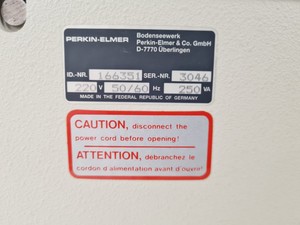 PERKIN-ELMER
Bodenseewerk
Perkin-Elmer & Co. GmbH
D-7770 Überlingen
ID.-NR. 166351 SER.-NR. 3046
220 V 50/60 Hz 250 VA
MADE IN THE FEDERAL REPUBLIC OF GERMANY
CAUTION, disconnect the
power cord before opening!
ATTENTION, débranchez le
cordon d'alimentation avant d'ouvrir!